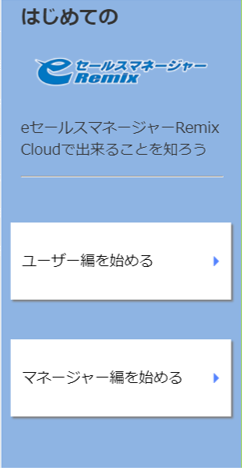 はじめての
eセールスマネージャー
Remix
eセールスマネージャーRemix
Cloudで出来ることを知ろう
ユーザー編を始める
マネージャー編を始める